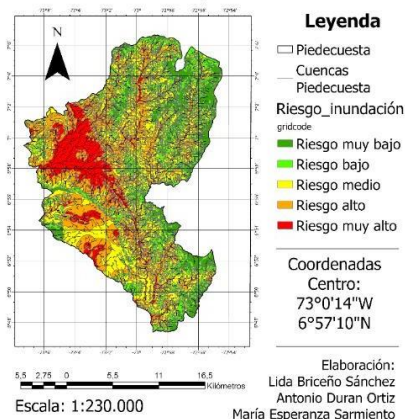 N
Leyenda
Piedecuesta
Cuencas
Piedecuesta
Riesgo_inundación
gridcode
Riesgo muy bajo
Riesgo bajo
Riesgo medio
Riesgo alto
Riesgo muy alto
Coordenadas
Centro:
73°0'14"W
6°57'10"N
5,5 2.75 0 5.5 11 16,5
Kilómetros
Escala: 1:230.000
Elaboración:
Lida Briceño Sánchez
Antonio Duran Ortiz
María Esperanza Sarmiento